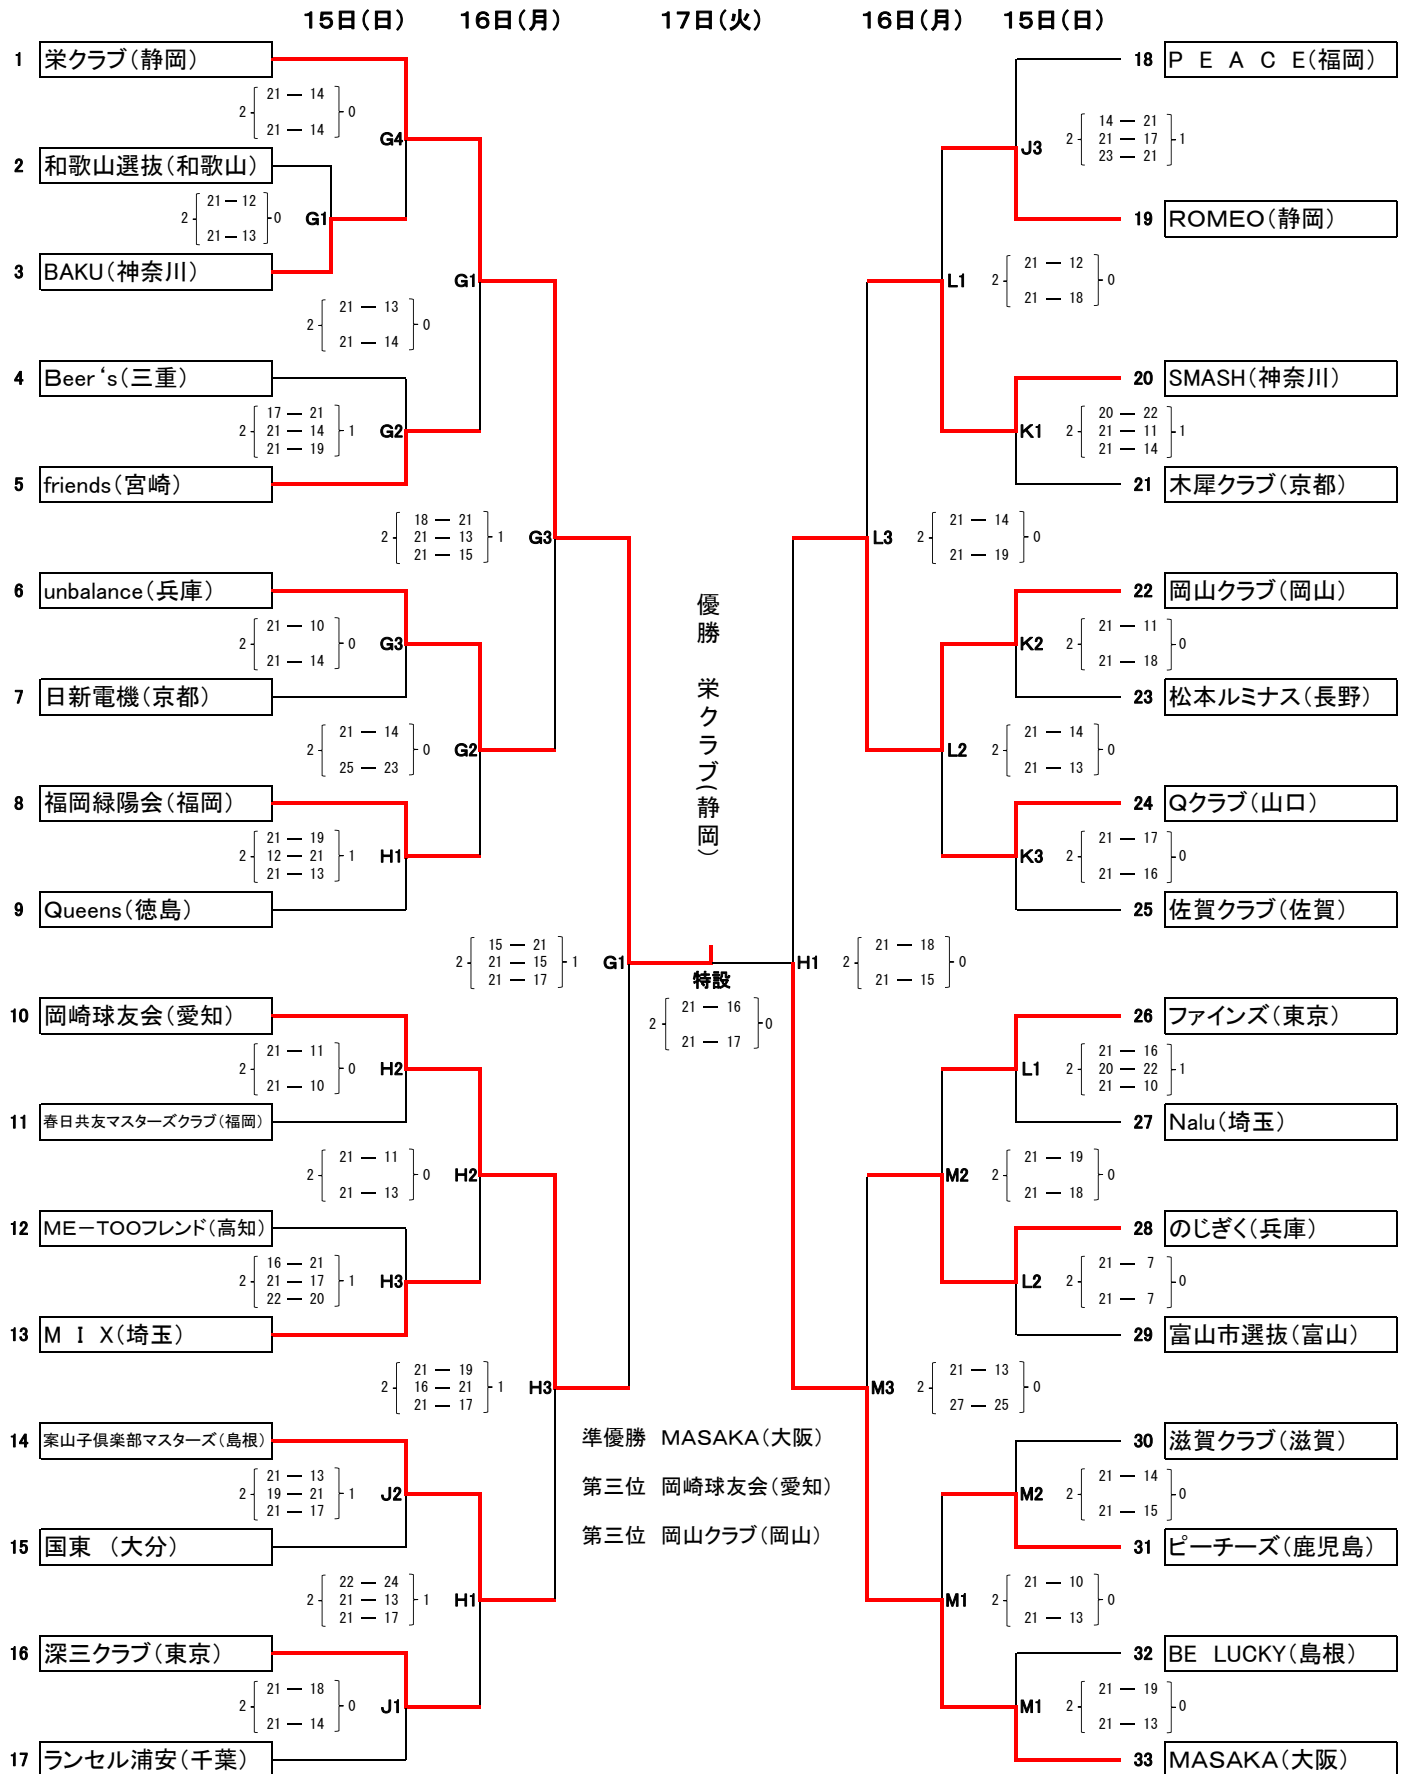 15日(日) 16日(月) 17日(火) 16日(月) 15日(日)
1 栄クラブ(静岡)
21 ― 14
2 0
21 ― 14
G4
2 和歌山選抜(和歌山)
21 ― 12
2 0
21 ― 13
G1
3 BAKU(神奈川)
G1
21 ― 13
2 0
21 ― 14
4 Beer‘s(三重)
17 ― 21
2 21 ― 14 1
21 ― 19
G2
5 friends(宮崎)
18 ― 21
2 21 ― 13 1
21 ― 15
G3
6 unbalance(兵庫)
21 ― 10
2 0
21 ― 14
G3
7 日新電機(京都)
21 ― 14
2 0
25 ― 23
G2
8 福岡緑陽会(福岡)
21 ― 19
2 12 ― 21 1
21 ― 13
H1
9 Queens(徳島)
15 ― 21
2 21 ― 15 1
21 ― 17
G1
10 岡崎球友会(愛知)
21 ― 11
2 0
21 ― 10
H2
11 春日共友マスターズクラブ(福岡)
21 ― 11
2 0
21 ― 13
H2
12 ME-TOOフレンド(高知)
16 ― 21
2 21 ― 17 1
22 ― 20
H3
13 M I X(埼玉)
21 ― 19
2 16 ― 21 1
21 ― 17
H3
14 案山子倶楽部マスターズ(島根)
21 ― 13
2 19 ― 21 1
21 ― 17
J2
15 国東 (大分)
22 ― 24
2 21 ― 13 1
21 ― 17
H1
16 深三クラブ(東京)
21 ― 18
2 0
21 ― 14
J1
17 ランセル浦安(千葉)
優勝 栄クラブ(静岡)
特設
21 ― 16
2 0
21 ― 17
準優勝 MASAKA(大阪)
第三位 岡崎球友会(愛知)
第三位 岡山クラブ(岡山)
18 P E A C E(福岡)
14 ― 21
J3 2 21 ― 17 1
23 ― 21
19 ROMEO(静岡)
21 ― 12
L1 2 0
21 ― 18
20 SMASH(神奈川)
20 ― 22
K1 2 21 ― 11 1
21 ― 14
21 木犀クラブ(京都)
21 ― 14
L3 2 0
21 ― 19
22 岡山クラブ(岡山)
21 ― 11
K2 2 0
21 ― 18
23 松本ルミナス(長野)
21 ― 14
L2 2 0
21 ― 13
24 Qクラブ(山口)
21 ― 17
K3 2 0
21 ― 16
25 佐賀クラブ(佐賀)
21 ― 18
H1 2 0
21 ― 15
26 ファインズ(東京)
21 ― 16
L1 2 20 ― 22 1
21 ― 10
27 Nalu(埼玉)
21 ― 19
M2 2 0
21 ― 18
28 のじぎく(兵庫)
21 ― 7
L2 2 0
21 ― 7
29 富山市選抜(富山)
21 ― 13
M3 2 0
27 ― 25
30 滋賀クラブ(滋賀)
21 ― 14
M2 2 0
21 ― 15
31 ピーチーズ(鹿児島)
21 ― 10
M1 2 0
21 ― 13
32 BE LUCKY(島根)
21 ― 19
M1 2 0
21 ― 13
33 MASAKA(大阪)